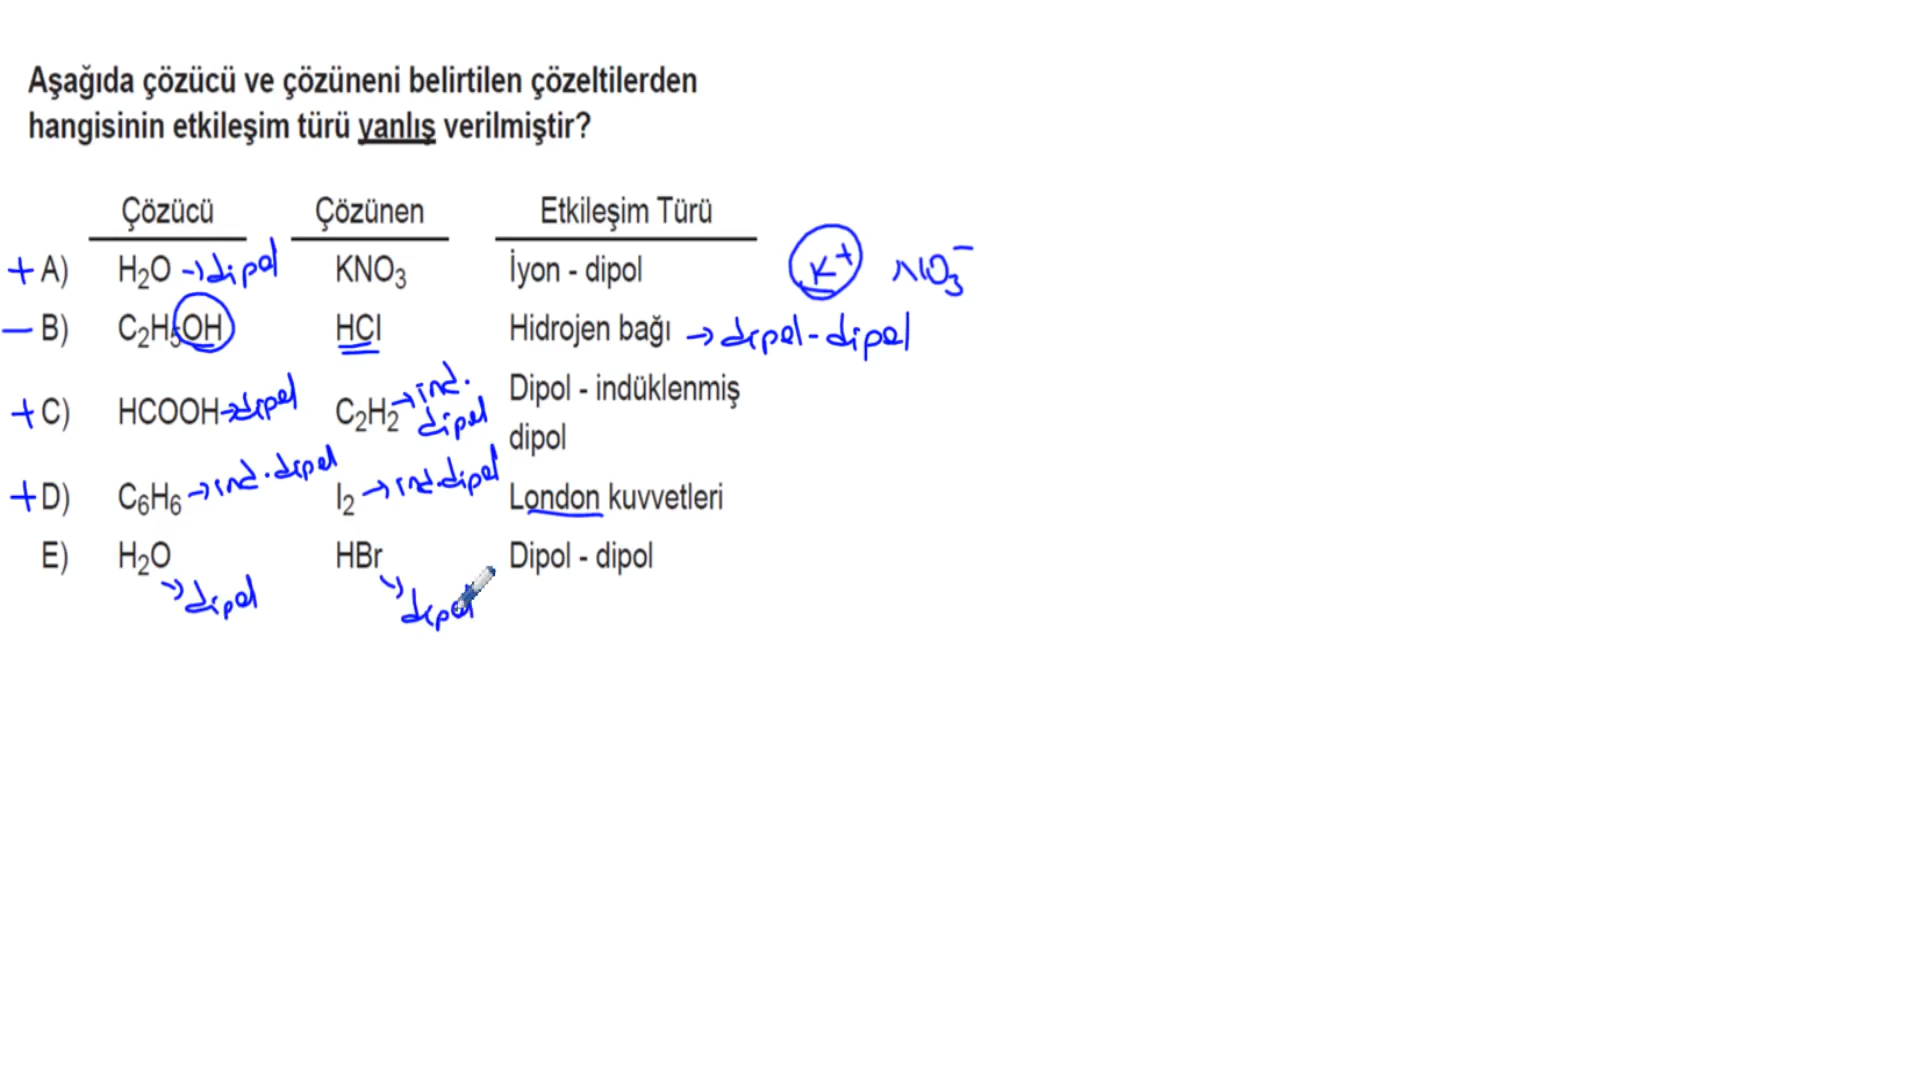 Aşağıda çözücü ve çözüneni belirtilen çözeltilerden
hangisinin etkileşim türü yanlış verilmiştir?
Çözücü Çözünen Etkileşim Türü
+ A) H₂O → dipol KNO₃ İyon - dipol K⁺ NO₃⁻
– B) C₂H₅OH HCl Hidrojen bağı → dipol-dipol
+ C) HCOOH → dipol C₂H₂ → ind. dipol Dipol - indüklenmiş
dipol
+ D) C₆H₆ → ind.dipol I₂ → ind.dipol London kuvvetleri
E) H₂O HBr Dipol - dipol
→ dipol → dipol